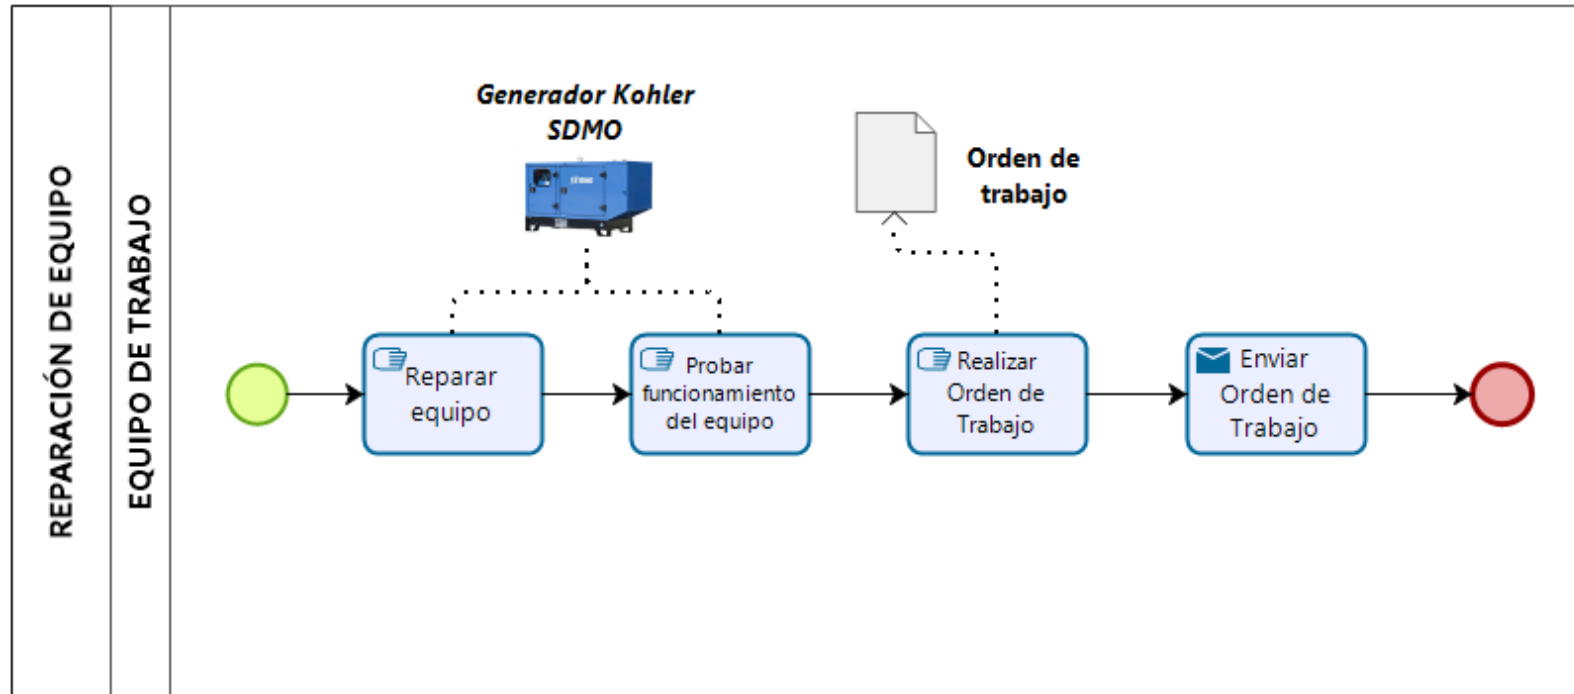 REPARACIÓN DE EQUIPO
EQUIPO DE TRABAJO
Generador Kohler
SDMO
Orden de
trabajo
Reparar
equipo
Probar
funcionamiento
del equipo
Realizar
Orden de
Trabajo
Enviar
Orden de
Trabajo